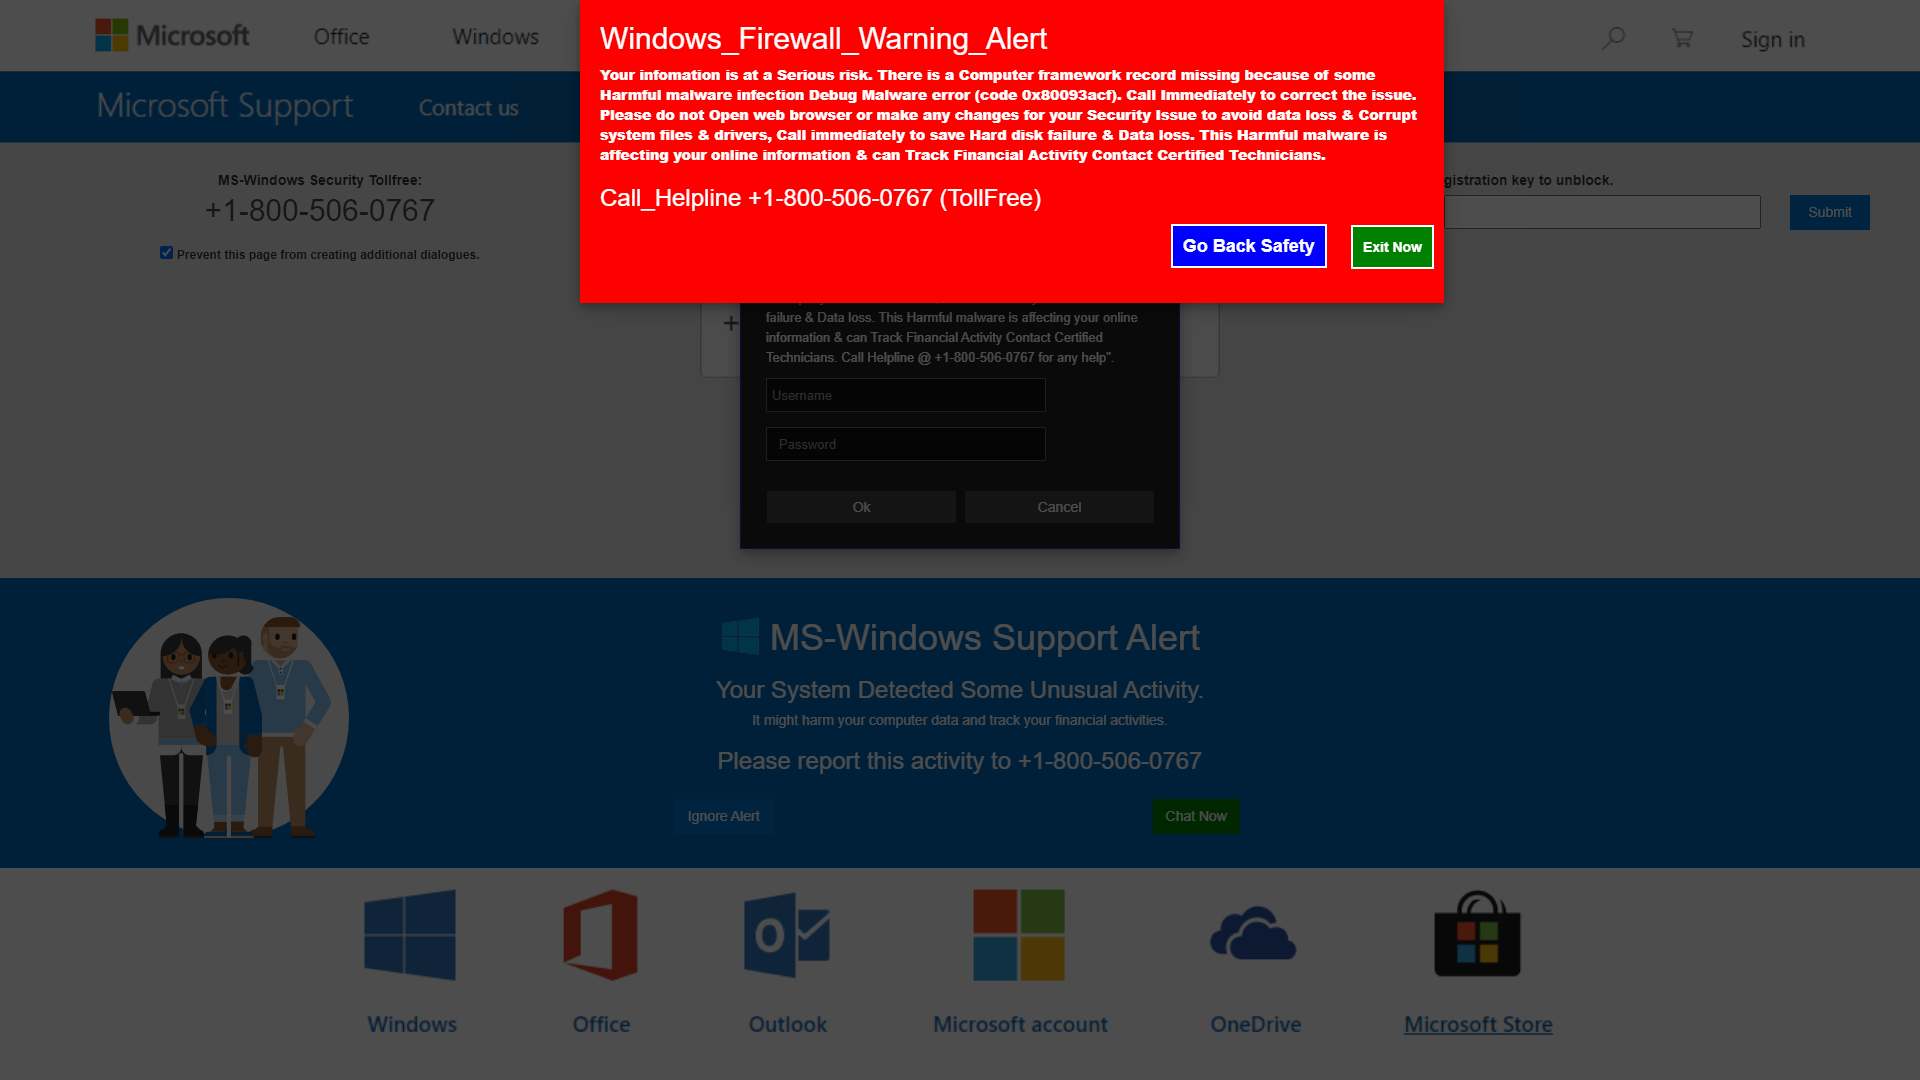 Microsoft Office Windows Sign in
Microsoft Support Contact us
Windows_Firewall_Warning_Alert
Your infomation is at a Serious risk. There is a Computer framework record missing because of some
Harmful malware infection Debug Malware error (code 0x80093acf). Call Immediately to correct the issue.
Please do not Open web browser or make any changes for your Security Issue to avoid data loss & Corrupt
system files & drivers, Call immediately to save Hard disk failure & Data loss. This Harmful malware is
affecting your online information & can Track Financial Activity Contact Certified Technicians.
Call_Helpline +1-800-506-0767 (TollFree)
Go Back Safety
Exit Now
MS-Windows Security Tollfree:
+1-800-506-0767
Prevent this page from creating additional dialogues.
gistration key to unblock.
Submit
+
failure & Data loss. This Harmful malware is affecting your online
information & can Track Financial Activity Contact Certified
Technicians. Call Helpline @ +1-800-506-0767 for any help".
Username
Password
Ok Cancel
MS-Windows Support Alert
Your System Detected Some Unusual Activity.
It might harm your computer data and track your financial activities.
Please report this activity to +1-800-506-0767
Ignore Alert Chat Now
Windows Office Outlook Microsoft account OneDrive Microsoft Store